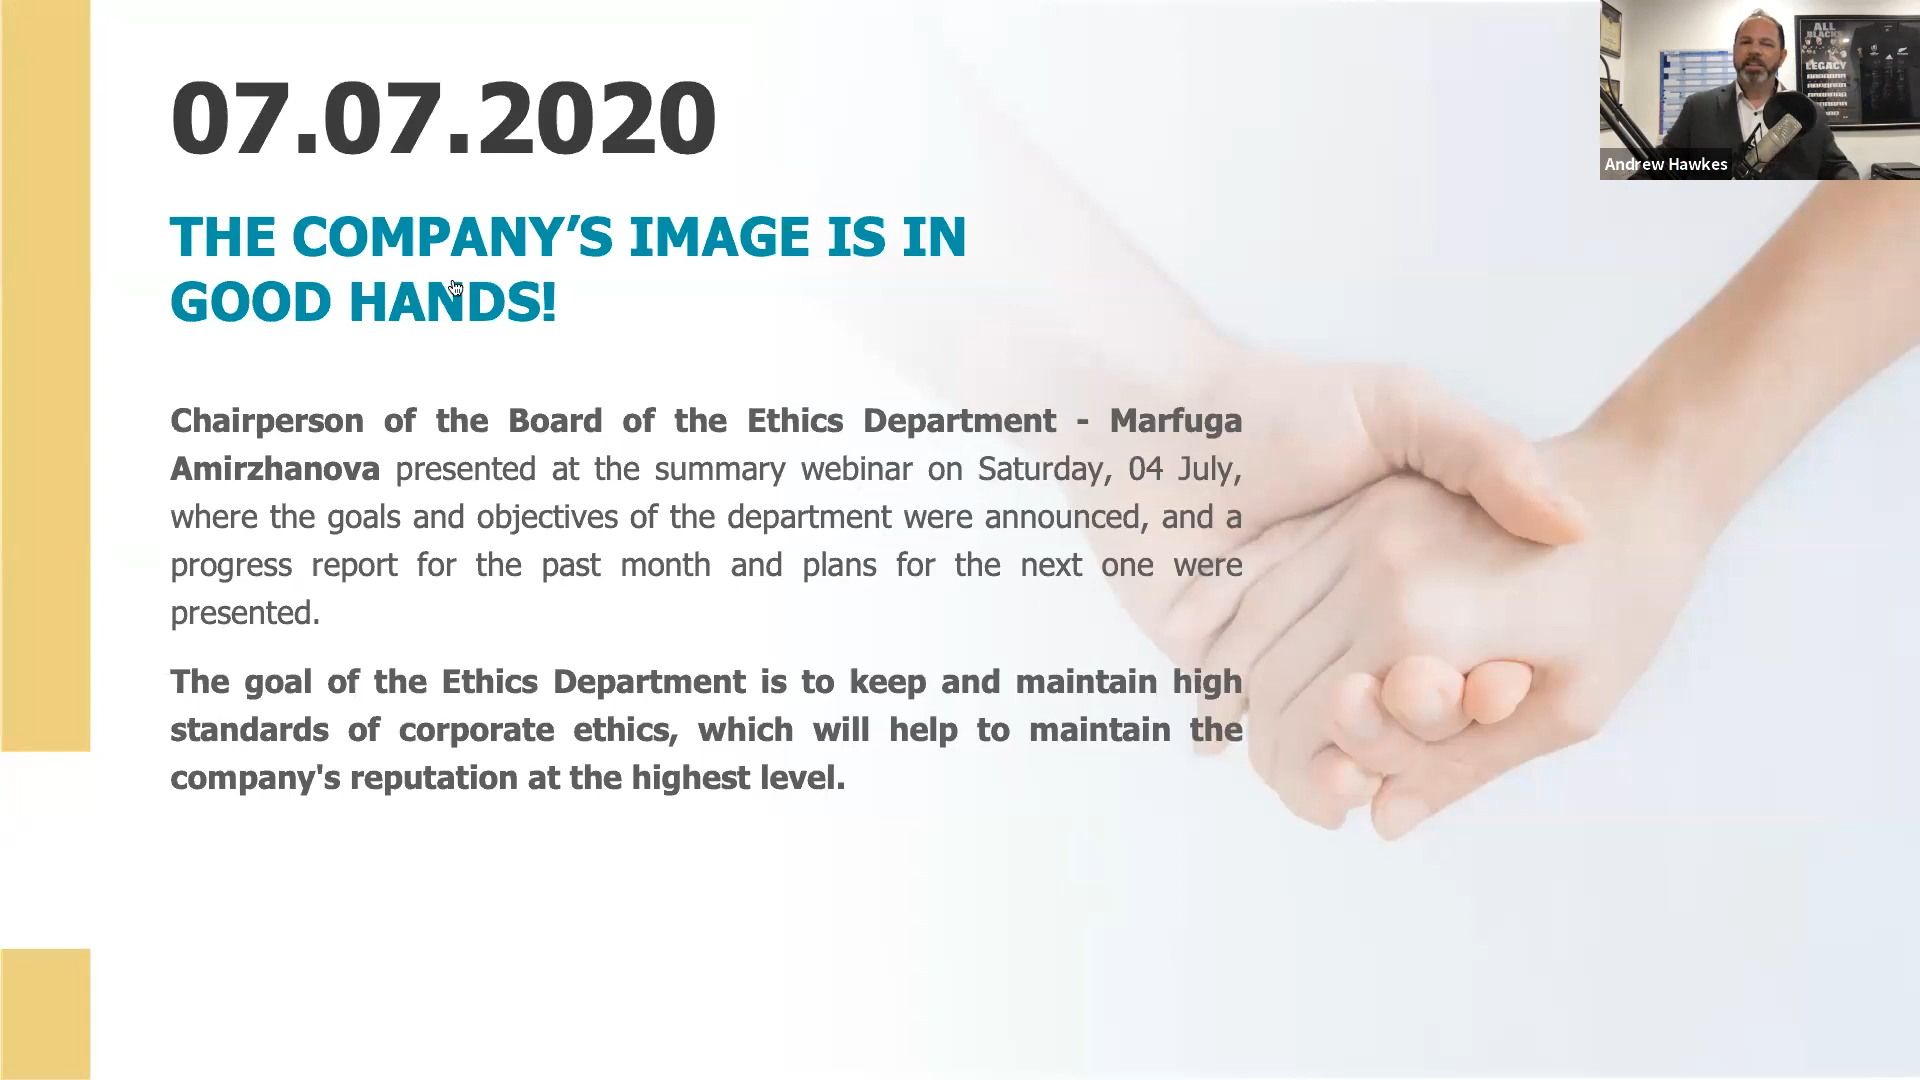 07.07.2020
THE COMPANY’S IMAGE IS IN
GOOD HANDS!
Chairperson of the Board of the Ethics Department - Marfuga
Amirzhanova presented at the summary webinar on Saturday, 04 July,
where the goals and objectives of the department were announced, and a
progress report for the past month and plans for the next one were
presented.
The goal of the Ethics Department is to keep and maintain high
standards of corporate ethics, which will help to maintain the
company's reputation at the highest level.
ALL
BLACKS
LEGACY
Andrew Hawkes